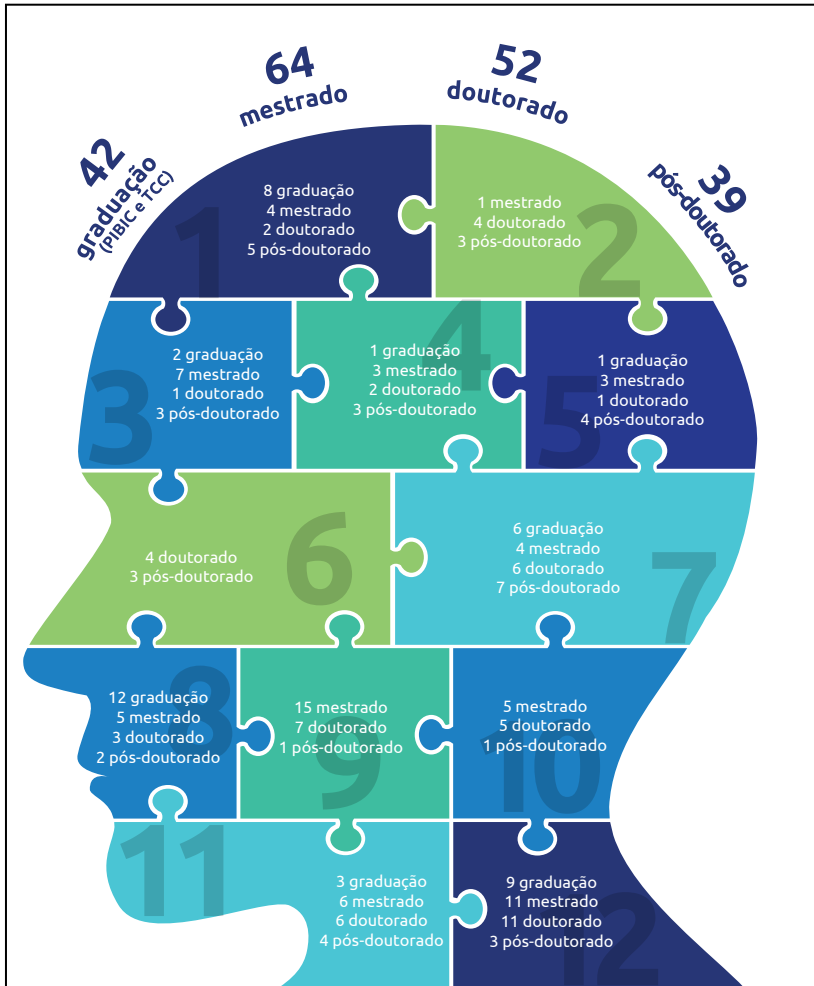 64
mestrado
52
doutorado
42
graduação
(PIBIC e TCC)
39
pós-doutorado
1
8 graduação
4 mestrado
2 doutorado
5 pós-doutorado
2
1 mestrado
4 doutorado
3 pós-doutorado
3
2 graduação
7 mestrado
1 doutorado
3 pós-doutorado
4
1 graduação
3 mestrado
2 doutorado
3 pós-doutorado
5
1 graduação
3 mestrado
1 doutorado
4 pós-doutorado
6
4 doutorado
3 pós-doutorado
7
6 graduação
4 mestrado
6 doutorado
7 pós-doutorado
8
12 graduação
5 mestrado
3 doutorado
2 pós-doutorado
9
15 mestrado
7 doutorado
1 pós-doutorado
10
5 mestrado
5 doutorado
1 pós-doutorado
11
3 graduação
6 mestrado
6 doutorado
4 pós-doutorado
12
9 graduação
11 mestrado
11 doutorado
3 pós-doutorado